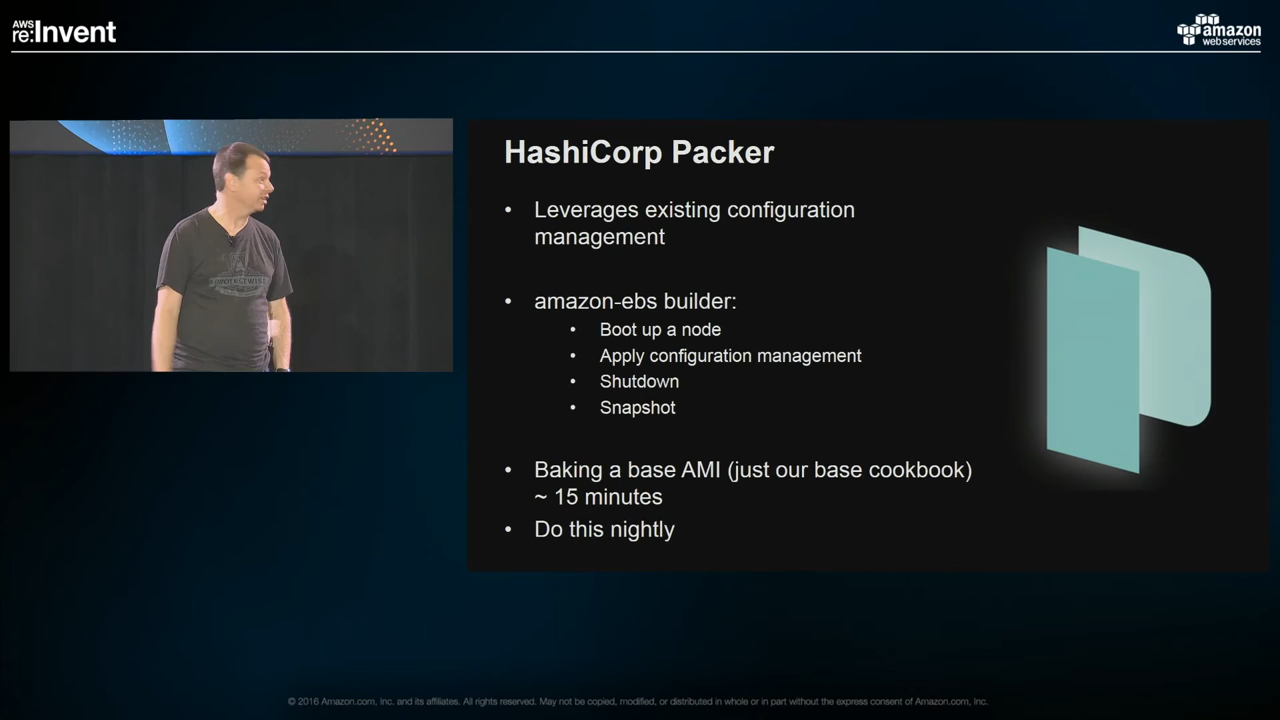 AWS
re:Invent
amazon
web services
HashiCorp Packer
• Leverages existing configuration
management
• amazon-ebs builder:
• Boot up a node
• Apply configuration management
• Shutdown
• Snapshot
• Baking a base AMI (just our base cookbook)
~ 15 minutes
• Do this nightly
© 2016 Amazon.com, Inc. and its affiliates. All rights reserved. May not be copied, modified, or distributed in whole or in part without the express consent of Amazon.com, Inc.